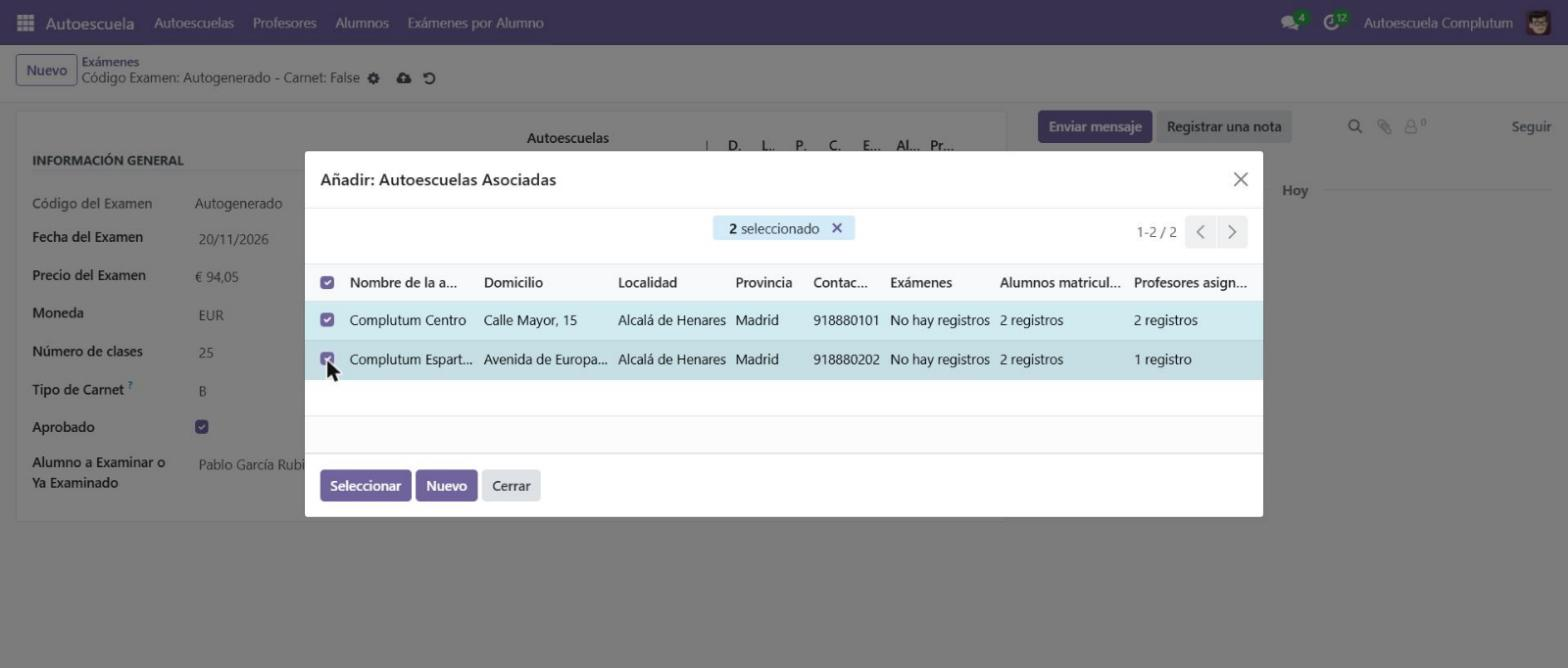 Autoescuela Autoescuelas Profesores Alumnos Exámenes por Alumno 4 12 Autoescuela Complutum
Nuevo Exámenes
Código Examen: Autogenerado - Carnet: False
Enviar mensaje Registrar una nota 0 Seguir
Autoescuelas
D. L.. P. C. E... Al... Pr...
INFORMACIÓN GENERAL
Hoy
Código del Examen Autogenerado
Fecha del Examen 20/11/2026
Precio del Examen € 94,05
Moneda EUR
Número de clases 25
Tipo de Carnet ? B
Aprobado
Alumno a Examinar o Ya Examinado Pablo García Rubi
Añadir: Autoescuelas Asociadas
2 seleccionado 1-2 / 2
Nombre de la a... Domicilio Localidad Provincia Contac... Exámenes Alumnos matricul... Profesores asign...
Complutum Centro Calle Mayor, 15 Alcalá de Henares Madrid 918880101 No hay registros 2 registros 2 registros
Complutum Espart... Avenida de Europa... Alcalá de Henares Madrid 918880202 No hay registros 2 registros 1 registro
Seleccionar Nuevo Cerrar